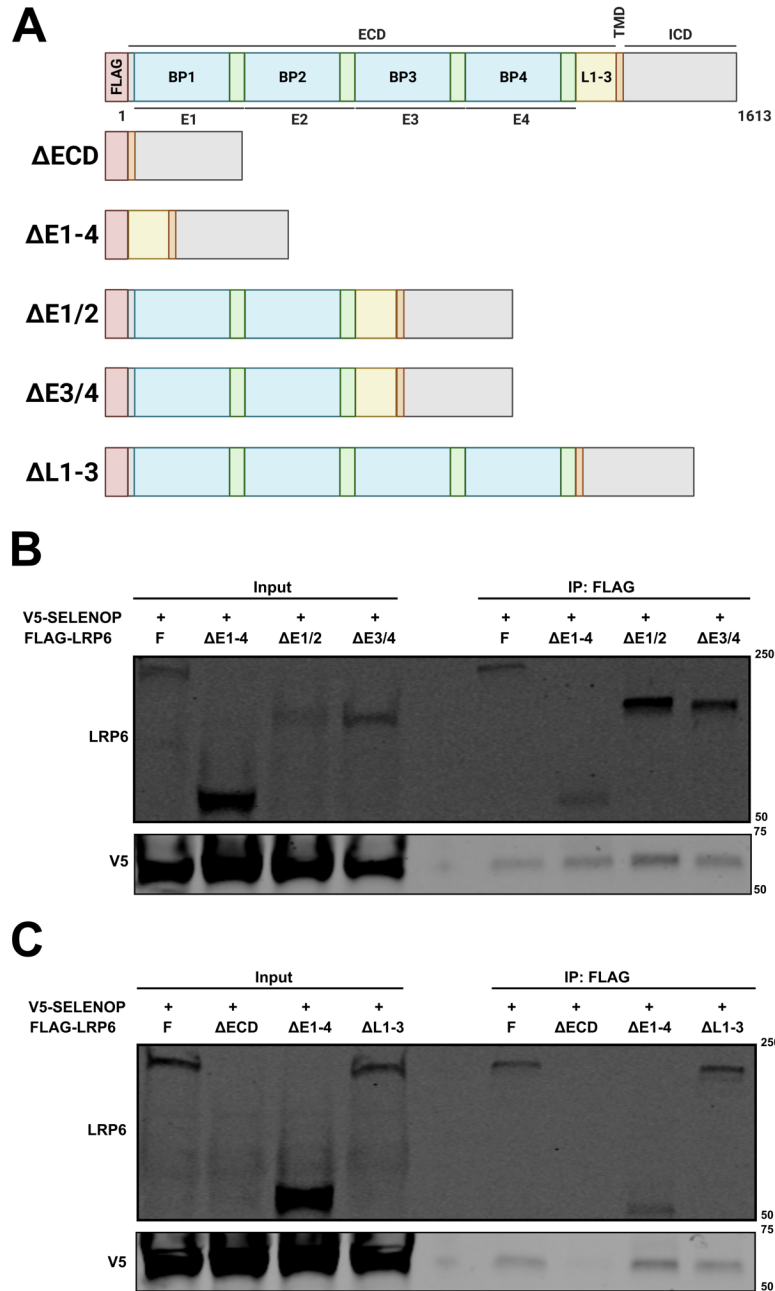 A
ECD TMD ICD
FLAG BP1 BP2 BP3 BP4 L1-3
1 E1 E2 E3 E4 1613
ΔECD
ΔE1-4
ΔE1/2
ΔE3/4
ΔL1-3
B
Input IP: FLAG
V5-SELENOP + + + + + + + +
FLAG-LRP6 F ΔE1-4 ΔE1/2 ΔE3/4 F ΔE1-4 ΔE1/2 ΔE3/4
250
LRP6
50
75
V5
50
C
Input IP: FLAG
V5-SELENOP + + + + + + + +
FLAG-LRP6 F ΔECD ΔE1-4 ΔL1-3 F ΔECD ΔE1-4 ΔL1-3
250
LRP6
50
75
V5
50